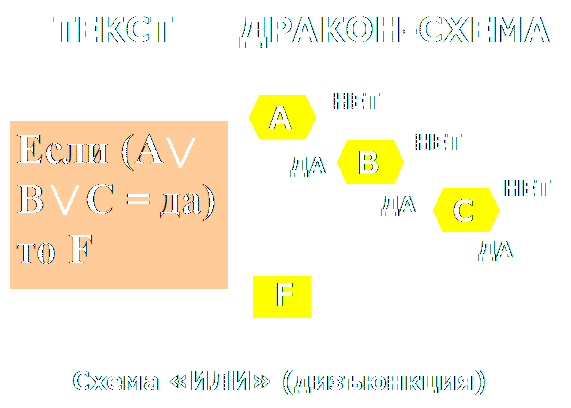 ТЕКСТ ДРАКОН-СХЕМА
Если (A∨
B∨C = да)
то F
A НЕТ
ДА B НЕТ
ДА C НЕТ
ДА
F
Схема «ИЛИ» (дизъюнкция)